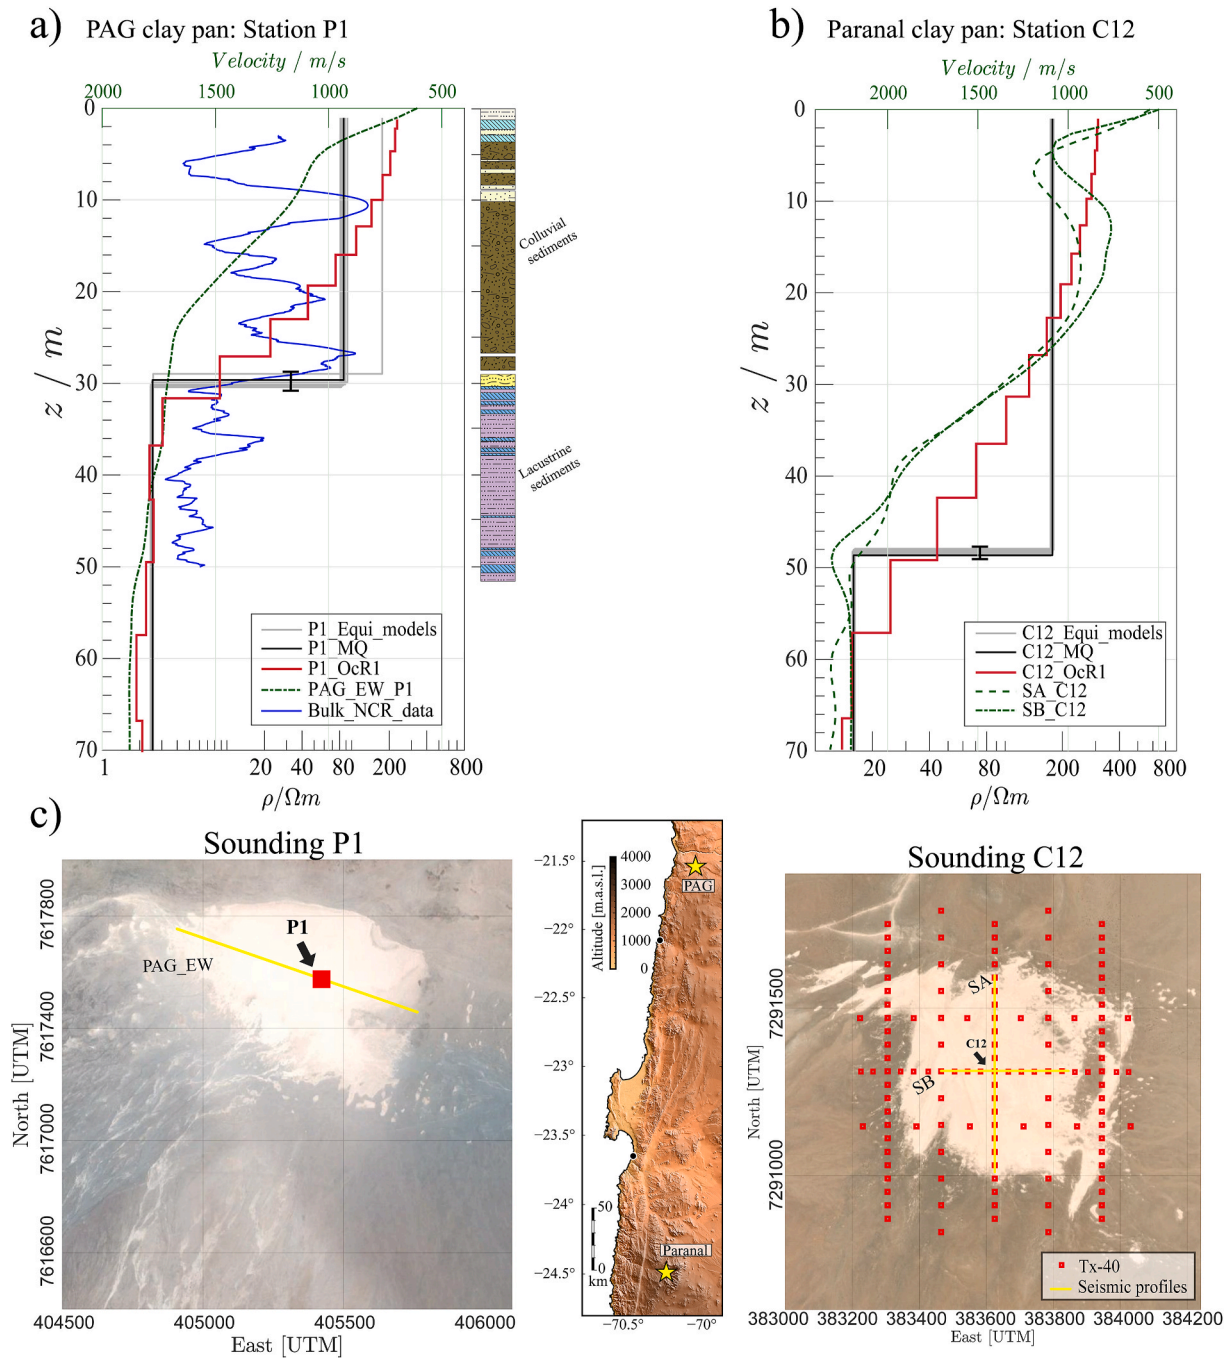 a) PAG clay pan: Station P1
Velocity / m/s
2000 1500 1000 500
0
10
20
30
40
50
60
70
z / m
1 20 40 80 200 800
ρ/Ωm
P1_Equi_models
P1_MQ
P1_OcR1
PAG_EW_P1
Bulk_NCR_data
Colluvial
sediments
Lacustrine
sediments
b) Paranal clay pan: Station C12
Velocity / m/s
2000 1500 1000 500
0
10
20
30
40
50
60
70
z / m
20 40 80 200 400 800
ρ/Ωm
C12_Equi_models
C12_MQ
C12_OcR1
SA_C12
SB_C12
c)
Sounding P1
P1
PAG_EW
North [UTM]
7617800
7617400
7617000
7616600
404500 405000 405500 406000
East [UTM]
Altitude [m.a.s.l.]
4000
3000
2000
1000
0
PAG
Paranal
50
0
km
−21.5°
−22°
−22.5°
−23°
−23.5°
−24°
−24.5°
−70.5° −70°
Sounding C12
SA
C12
SB
North [UTM]
7291500
7291000
Tx-40
Seismic profiles
383000 383200 383400 383600 383800 384000 384200
East [UTM]